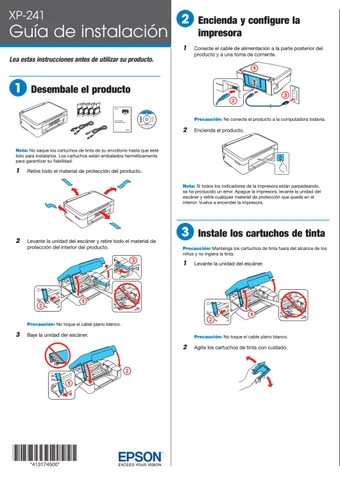 XP-241
Guía de instalación
Lea estas instrucciones antes de utilizar su producto.
1 Desembale el producto
Nota: No saque los cartuchos de tinta de su envoltorio hasta que esté
listo para instalarlos. Los cartuchos están embalados herméticamente
para garantizar su fiabilidad.
1 Retire todo el material de protección del producto.
2 Levante la unidad del escáner y retire todo el material de
protección del interior del producto.
3
1
2
Precaución: No toque el cable plano blanco.
3 Baje la unidad del escáner.
2
1
*413174500*
EPSON
EXCEED YOUR VISION
2 Encienda y configure la
impresora
1 Conecte el cable de alimentación a la parte posterior del
producto y a una toma de corriente.
1
2
3
Precaución: No conecte el producto a la computadora todavía.
2 Encienda el producto.
Nota: Si todos los indicadores de la impresora están parpadeando,
se ha producido un error. Apague la impresora, levante la unidad del
escáner y retire cualquier material de protección que quede en el
interior. Vuelva a encender la impresora.
3 Instale los cartuchos de tinta
Precaución: Mantenga los cartuchos de tinta fuera del alcance de los
niños y no ingiera la tinta.
1 Levante la unidad del escáner.
1
2
Precaución: No toque el cable plano blanco.
2 Agite los cartuchos de tinta con cuidado.